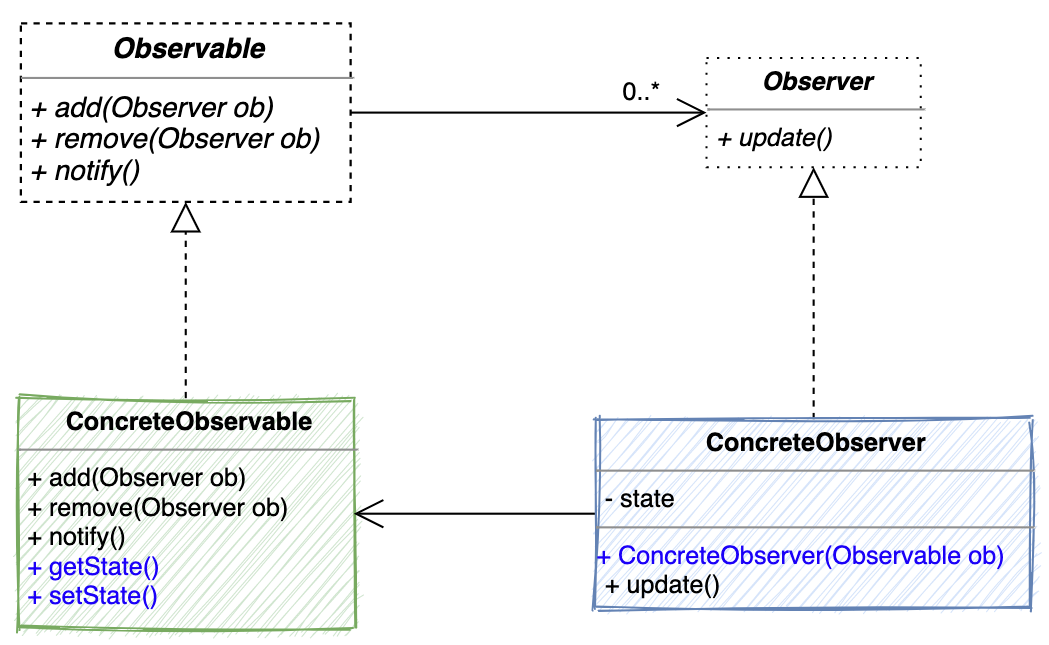 Observable
+ add(Observer ob)
+ remove(Observer ob)
+ notify()
0..*
Observer
+ update()
ConcreteObservable
+ add(Observer ob)
+ remove(Observer ob)
+ notify()
+ getState()
+ setState()
ConcreteObserver
- state
+ ConcreteObserver(Observable ob)
+ update()